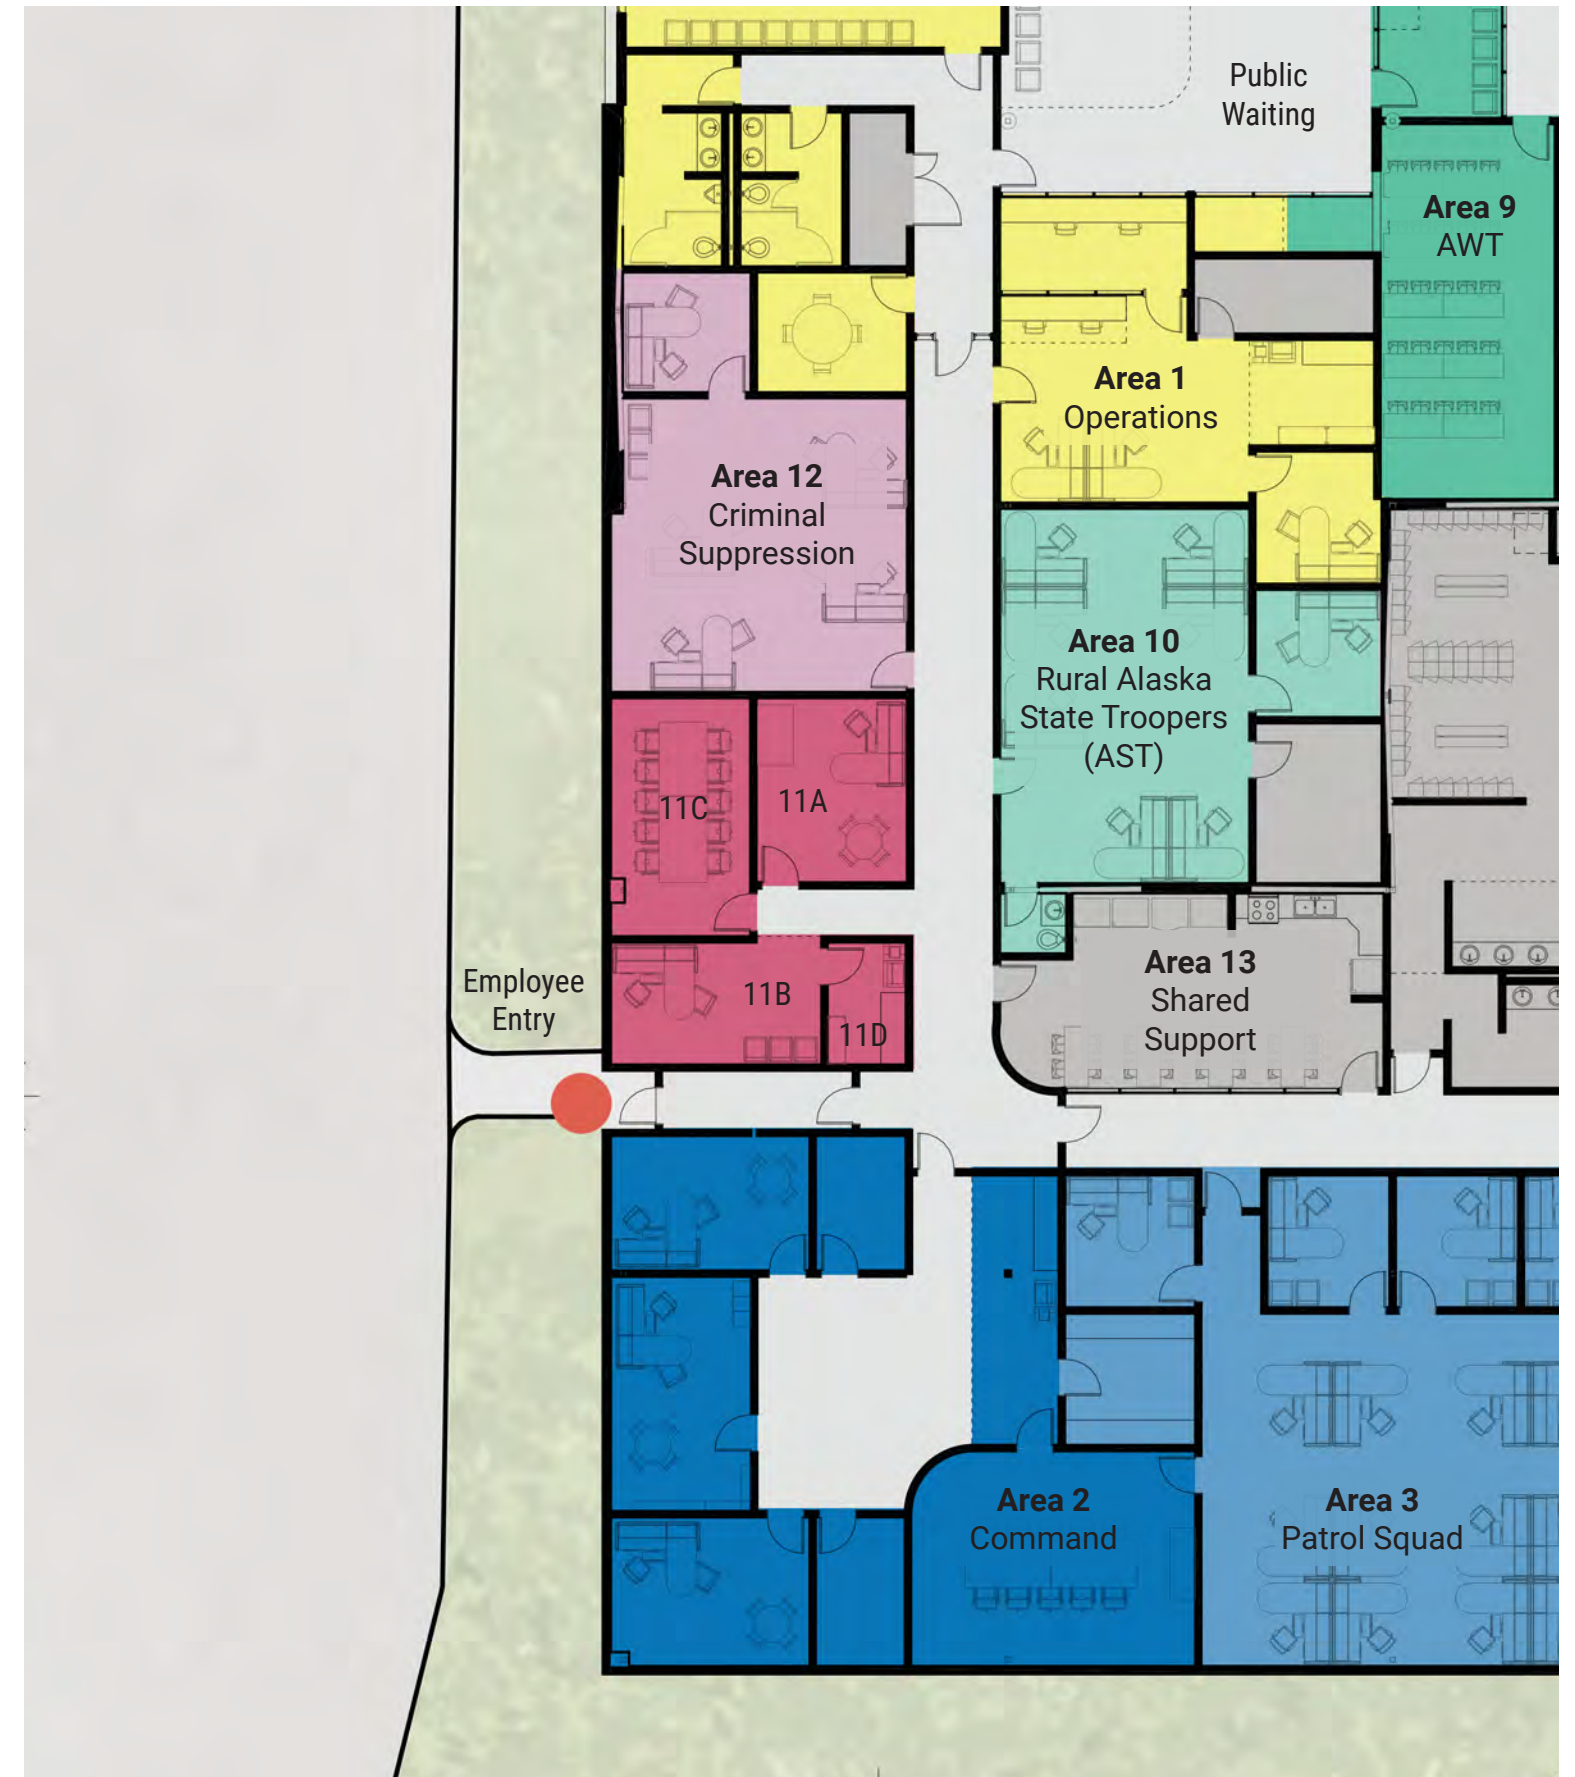 Public
Waiting
Area 9
AWT
Area 1
Operations
Area 12
Criminal
Suppression
Area 10
Rural Alaska
State Troopers
(AST)
11C
11A
Area 13
Shared
Support
Employee
Entry
11B
11D
Area 2
Command
Area 3
Patrol Squad